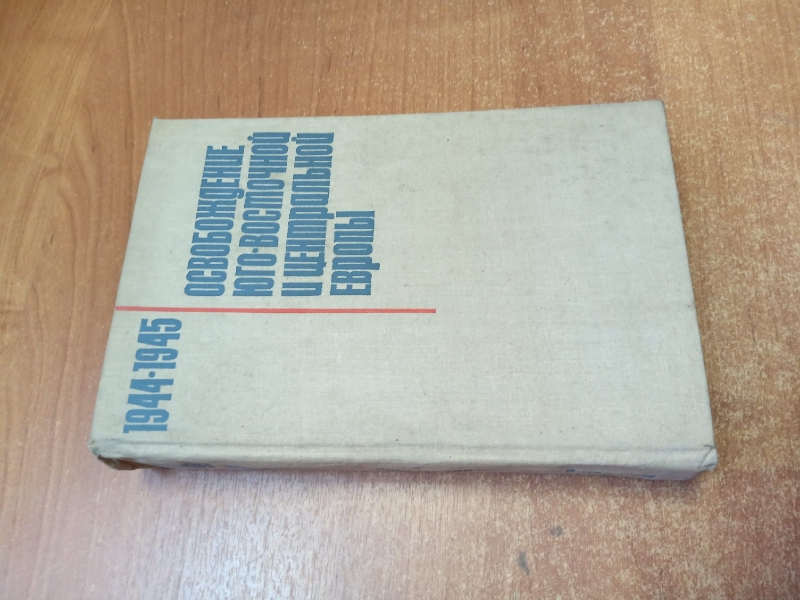 1944·1945
ОСВОБОЖДЕНИЕ
ЮГО-ВОСТОЧНОЙ
И ЦЕНТРАЛЬНОЙ
ЕВРОПЫ